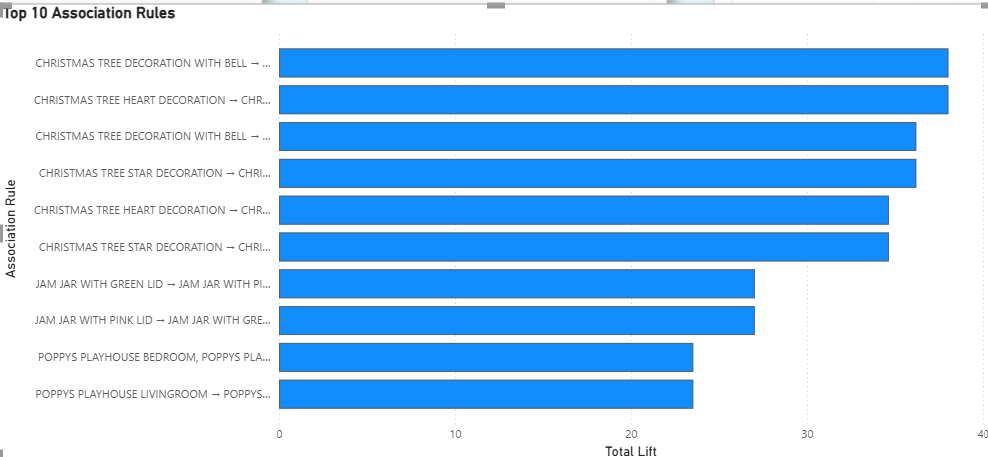 Top 10 Association Rules
CHRISTMAS TREE DECORATION WITH BELL → ...
CHRISTMAS TREE HEART DECORATION → CHR...
CHRISTMAS TREE DECORATION WITH BELL → ...
CHRISTMAS TREE STAR DECORATION → CHRI...
CHRISTMAS TREE HEART DECORATION → CHR...
CHRISTMAS TREE STAR DECORATION → CHRI...
JAM JAR WITH GREEN LID → JAM JAR WITH PI...
JAM JAR WITH PINK LID → JAM JAR WITH GRE...
POPPYS PLAYHOUSE BEDROOM, POPPYS PLA...
POPPYS PLAYHOUSE LIVINGROOM → POPPYS...
Association Rule
0 10 20 30 40
Total Lift